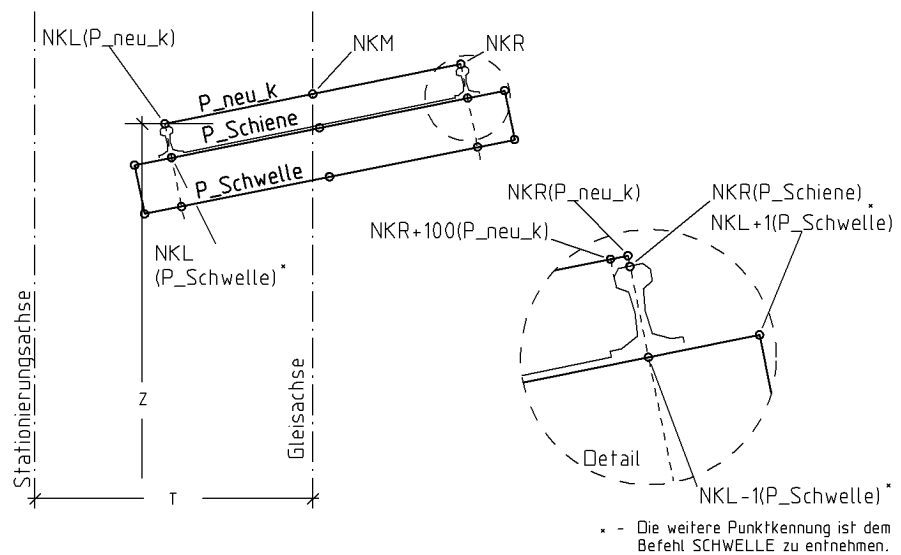 NKL(P_neu_k)
NKM
NKR
P_neu_k
P_Schiene
P_Schwelle
NKL
(P_Schwelle)*
NKR(P_neu_k)
NKR(P_Schiene)
NKL+1(P_Schwelle)*
NKR+100(P_neu_k)
Stationierungsachse
Gleisachse
Z
T
Detail
NKL-1(P_Schwelle)*
* - Die weitere Punktkennung ist dem
Befehl SCHWELLE zu entnehmen.